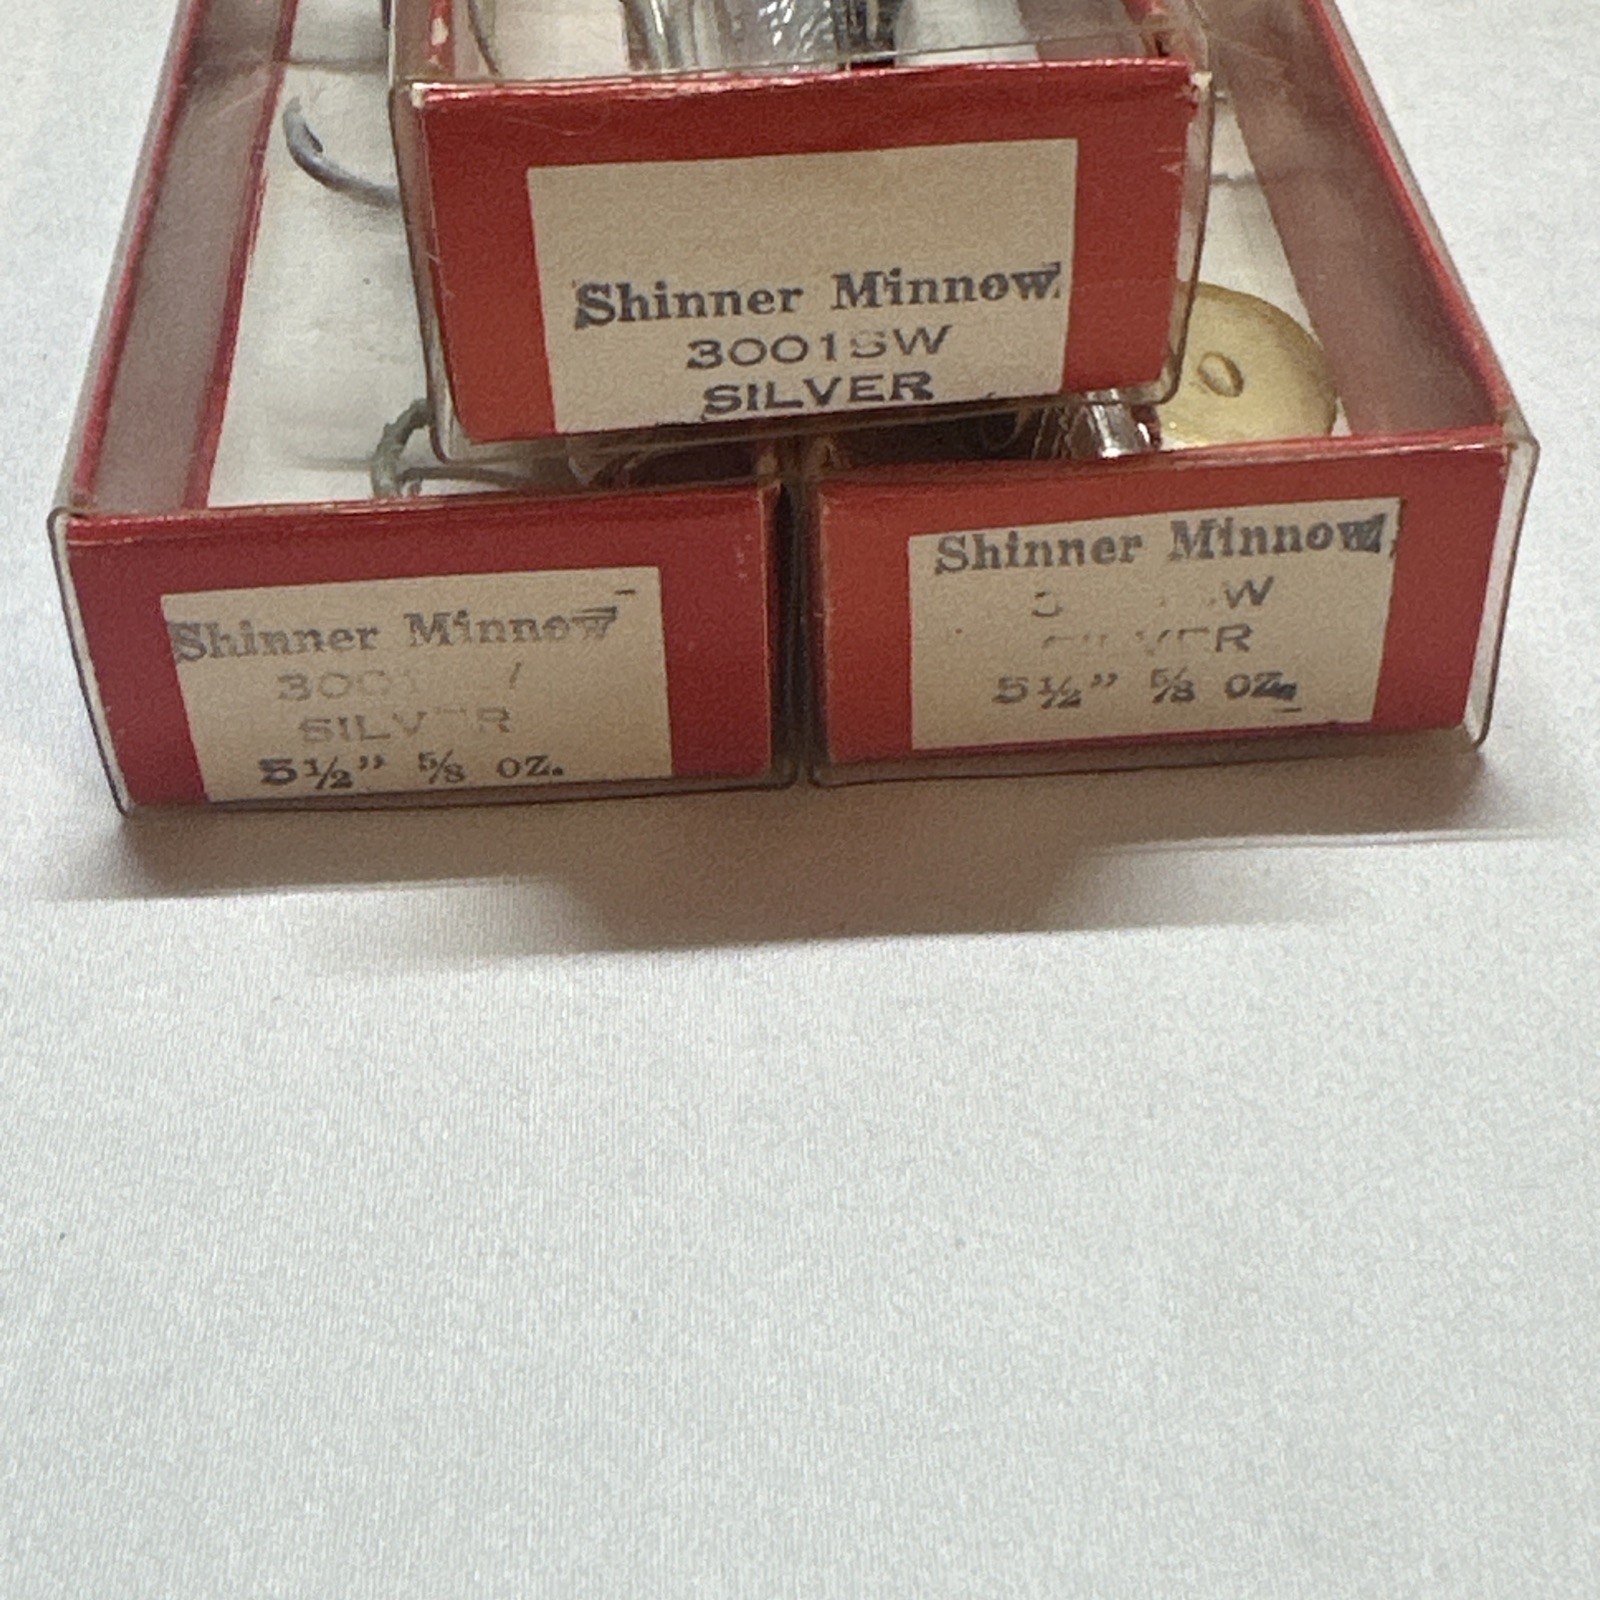 Shinner Minnow
3001SW
SILVER
Shinner Minnow
SILVER
5½” ⅝ OZ.
Shinner Minnow
SILVER
5½” ⅝ OZ.